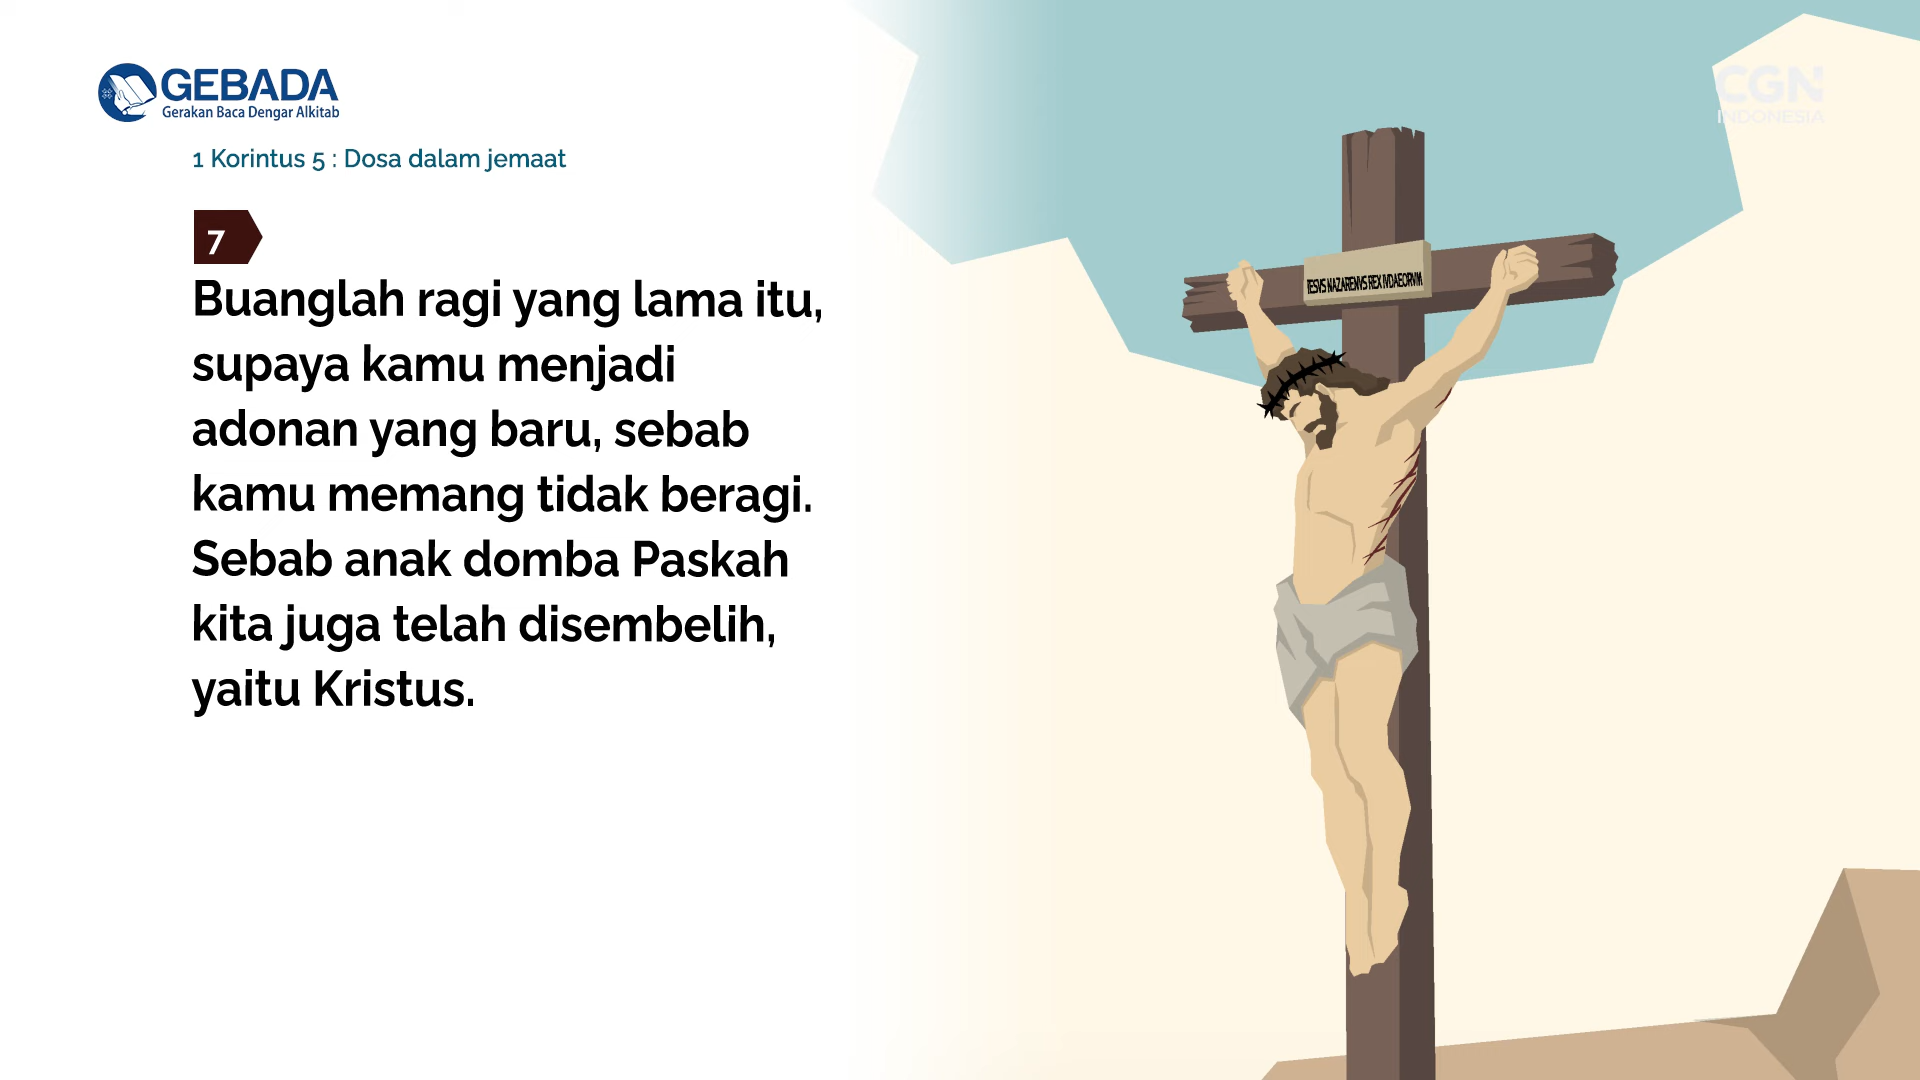 GEBADA
Gerakan Baca Dengar Alkitab
CGN
INDONESIA
1 Korintus 5 : Dosa dalam jemaat
7
Buanglah ragi yang lama itu,
supaya kamu menjadi
adonan yang baru, sebab
kamu memang tidak beragi.
Sebab anak domba Paskah
kita juga telah disembelih,
yaitu Kristus.
IESVS NAZARENVS REX IVDAEORVM